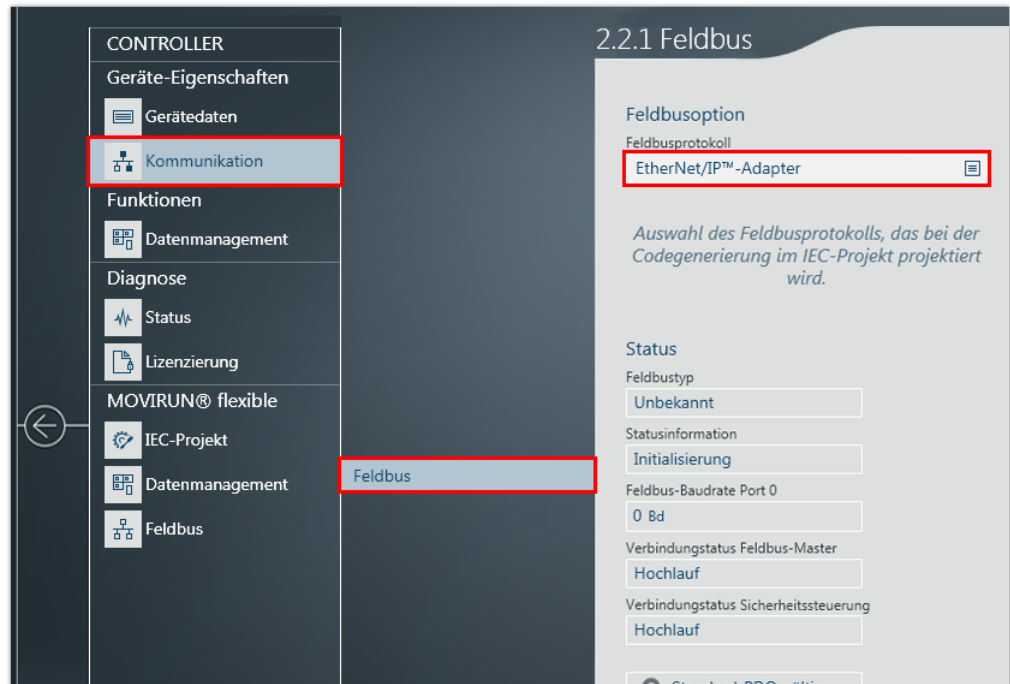 CONTROLLER
Geräte-Eigenschaften
Gerätedaten
Kommunikation
Funktionen
Datenmanagement
Diagnose
Status
Lizenzierung
MOVIRUN® flexible
IEC-Projekt
Datenmanagement
Feldbus
Feldbus
2.2.1 Feldbus
Feldbusoption
Feldbusprotokoll
EtherNet/IP™-Adapter
Auswahl des Feldbusprotokolls, das bei der
Codegenerierung im IEC-Projekt projektiert
wird.
Status
Feldbustyp
Unbekannt
Statusinformation
Initialisierung
Feldbus-Baudrate Port 0
0 Bd
Verbindungstatus Feldbus-Master
Hochlauf
Verbindungstatus Sicherheitssteuerung
Hochlauf